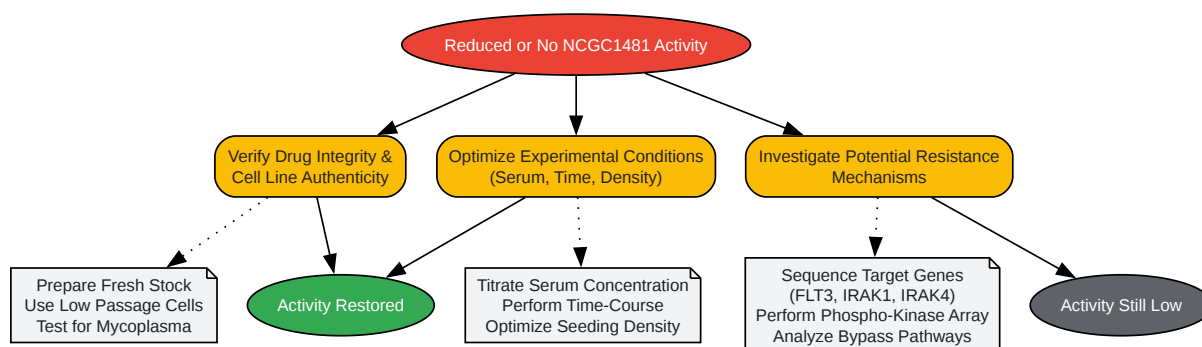 Reduced or No NCGC1481 Activity
Verify Drug Integrity &
Cell Line Authenticity
Optimize Experimental Conditions
(Serum, Time, Density)
Investigate Potential Resistance
Mechanisms
Prepare Fresh Stock
Use Low Passage Cells
Test for Mycoplasma
Activity Restored
Titrate Serum Concentration
Perform Time-Course
Optimize Seeding Density
Sequence Target Genes
(FLT3, IRAK1, IRAK4)
Perform Phospho-Kinase Array
Analyze Bypass Pathways
Activity Still Low